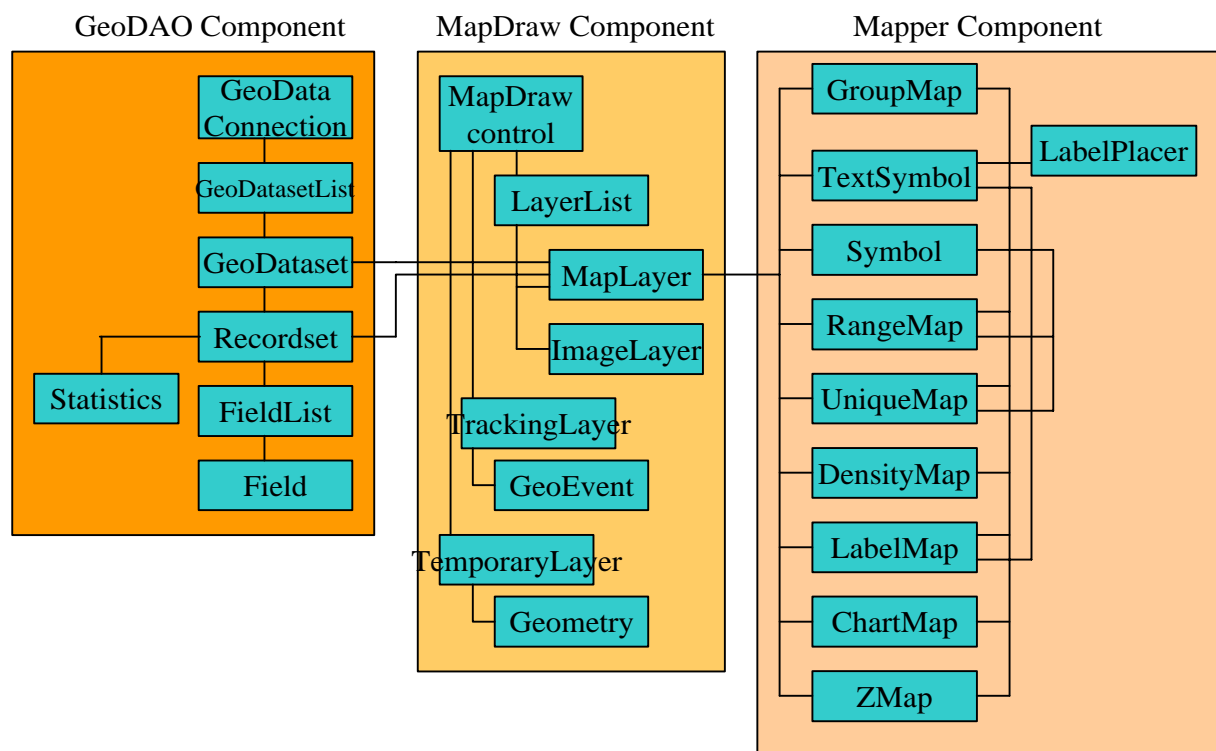 GeoDAO Component
GeoData
Connection
GeoDatasetList
GeoDataset
Recordset
Statistics
FieldList
Field
MapDraw Component
MapDraw
control
LayerList
MapLayer
ImageLayer
TrackingLayer
GeoEvent
TemporaryLayer
Geometry
Mapper Component
GroupMap
LabelPlacer
TextSymbol
Symbol
RangeMap
UniqueMap
DensityMap
LabelMap
ChartMap
ZMap